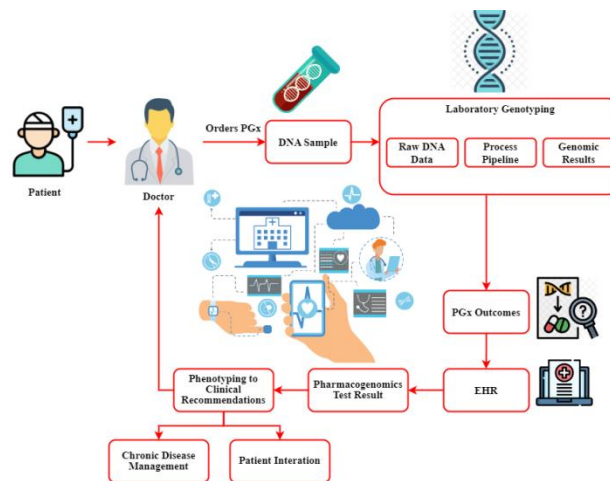 Laboratory Genotyping
Orders PGx
DNA Sample
Raw DNA
Data
Process
Pipeline
Genomic
Results
Patient
Doctor
PGx Outcomes
Phenotyping to
Clinical
Recommendations
Pharmacogenomics
Test Result
EHR
Chronic Disease
Management
Patient Interation